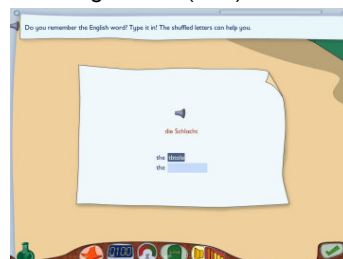 Do you remember the English word? Type it in! The shuffled letters can help you.
die Schlacht
the
the
0100